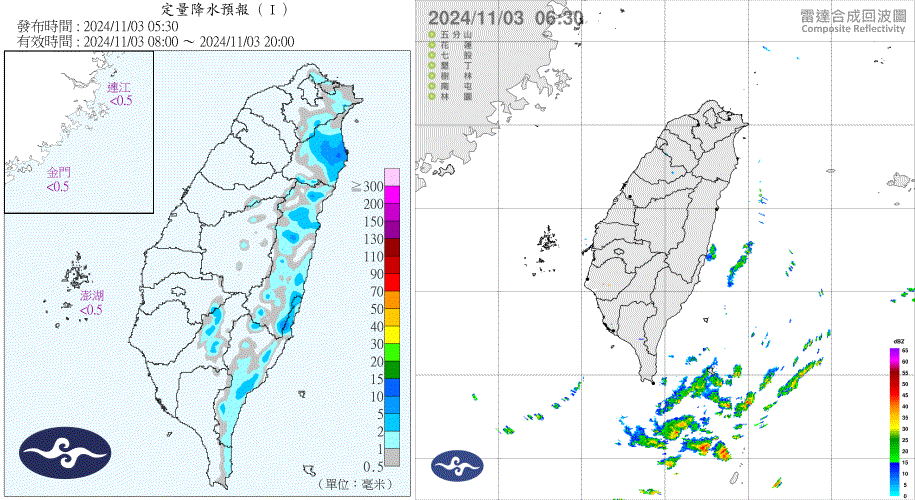 定量降水預報 ( I )
發布時間 : 2024/11/03 05:30
有效時間 : 2024/11/03 08:00 ～ 2024/11/03 20:00
連江
<0.5
金門
<0.5
澎湖
<0.5
≧ 300
200
150
130
110
90
70
50
40
30
20
15
10
5
2
1
0.5
(單位：毫米)
2024/11/03 06:30
五分山
花蓮
七股
墾丁
樹林
南屯
林園
雷達合成回波圖
Composite Reflectivity
dBZ
65
60
55
50
45
40
35
30
25
20
15
10
5
0